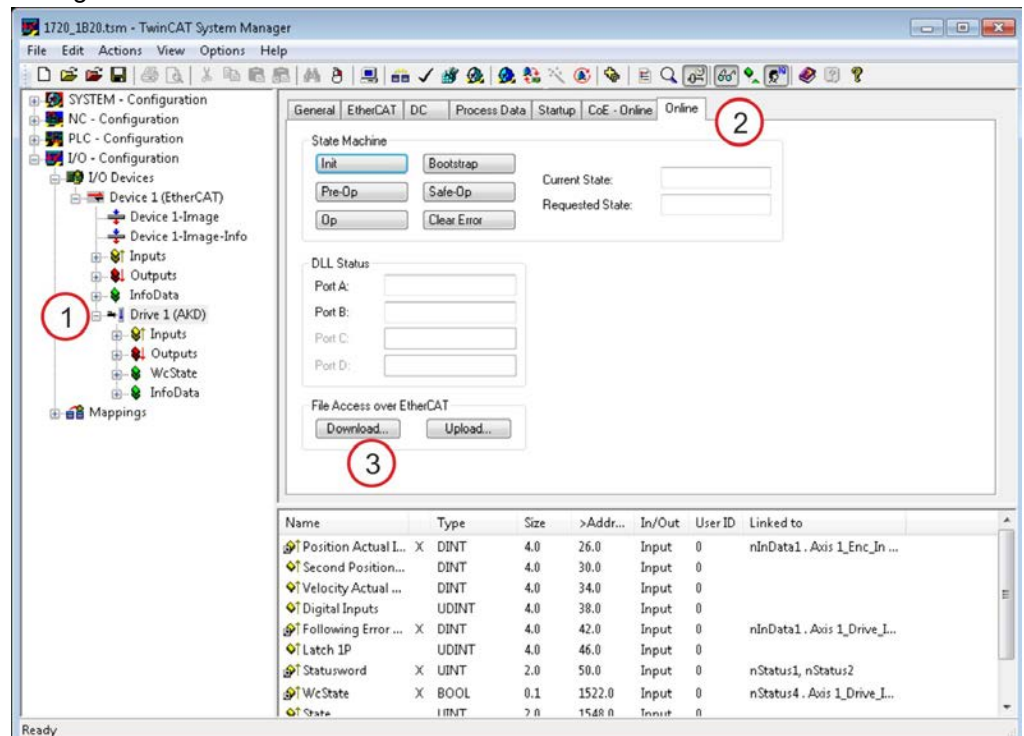 1720_1B20.tsm - TwinCAT System Manager
File Edit Actions View Options Help
SYSTEM - Configuration
NC - Configuration
PLC - Configuration
I/O - Configuration
I/O Devices
Device 1 (EtherCAT)
Device 1-Image
Device 1-Image-Info
Inputs
Outputs
InfoData
1
Drive 1 (AKD)
Inputs
Outputs
WcState
InfoData
Mappings
General EtherCAT DC Process Data Startup CoE - Online Online
2
State Machine
Init Bootstrap
Pre-Op Safe-Op Current State:
Op Clear Error Requested State:
DLL Status
Port A:
Port B:
Port C:
Port D:
File Access over EtherCAT
Download... Upload...
3
Name Type Size >Addr... In/Out User ID Linked to
Position Actual I... X DINT 4.0 26.0 Input 0 nInData1 . Axis 1_Enc_In ...
Second Position... DINT 4.0 30.0 Input 0
Velocity Actual ... DINT 4.0 34.0 Input 0
Digital Inputs UDINT 4.0 38.0 Input 0
Following Error ... X DINT 4.0 42.0 Input 0 nInData1 . Axis 1_Drive_I...
Latch 1P UDINT 4.0 46.0 Input 0
Statusword X UINT 2.0 50.0 Input 0 nStatus1, nStatus2
WcState X BOOL 0.1 1522.0 Input 0 nStatus4 . Axis 1_Drive_I...
State UINT 2.0 1548.0 Input 0
Ready